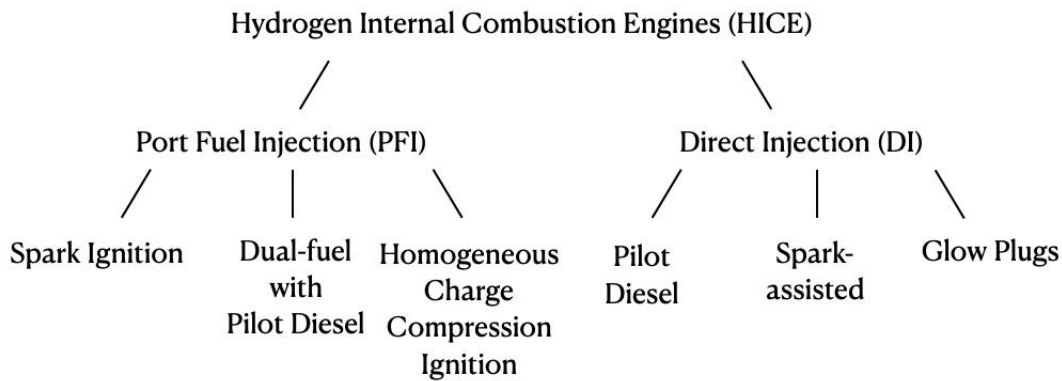 Hydrogen Internal Combustion Engines (HICE)
Port Fuel Injection (PFI)
Direct Injection (DI)
Spark Ignition
Dual-fuel
with
Pilot Diesel
Homogeneous
Charge
Compression
Ignition
Pilot
Diesel
Spark-
assisted
Glow Plugs